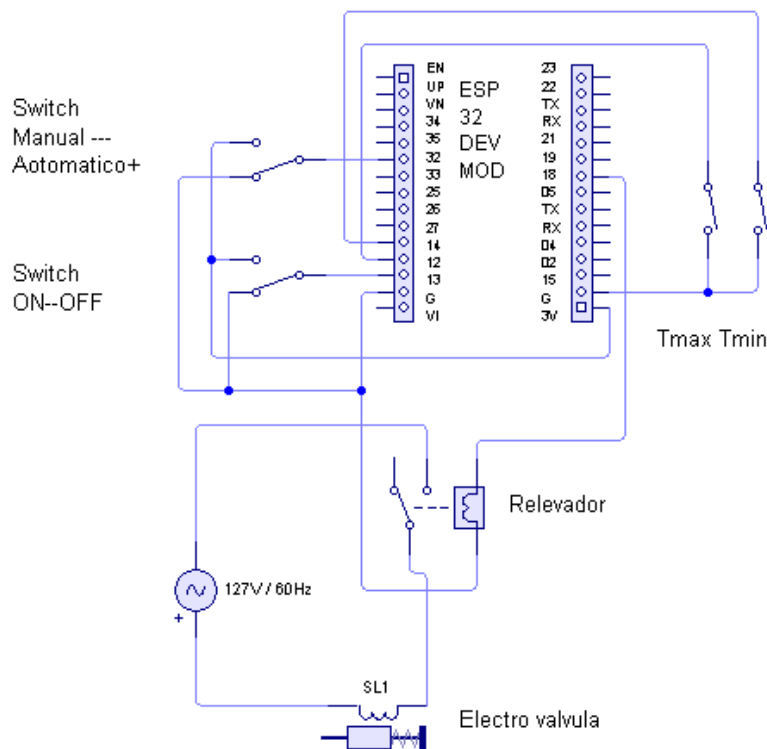 Switch
Manual ---
Aotomatico+
Switch
ON--OFF
EN
UP
VN
34
35
32
33
25
26
27
14
12
13
G
VI
ESP
32
DEV
MOD
23
22
TX
RX
21
19
18
D5
TX
RX
D4
D2
15
G
3V
Tmax Tmin
Relevador
127V / 60Hz
+
SL1
Electro valvula